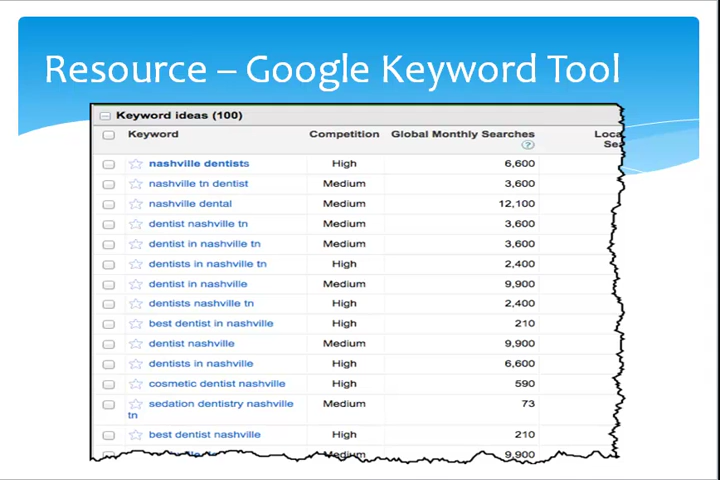 Resource – Google Keyword Tool
Keyword ideas (100)
Keyword Competition Global Monthly Searches
?
nashville dentists High 6,600
nashville tn dentist Medium 3,600
nashville dental Medium 12,100
dentist nashville tn Medium 3,600
dentist in nashville tn Medium 3,600
dentists in nashville tn High 2,400
dentist in nashville Medium 9,900
dentists nashville tn High 2,400
best dentist in nashville High 210
dentist nashville Medium 9,900
dentists in nashville High 6,600
cosmetic dentist nashville High 590
sedation dentistry nashville Medium 73
tn
best dentist nashville High 210
Medium 9,900